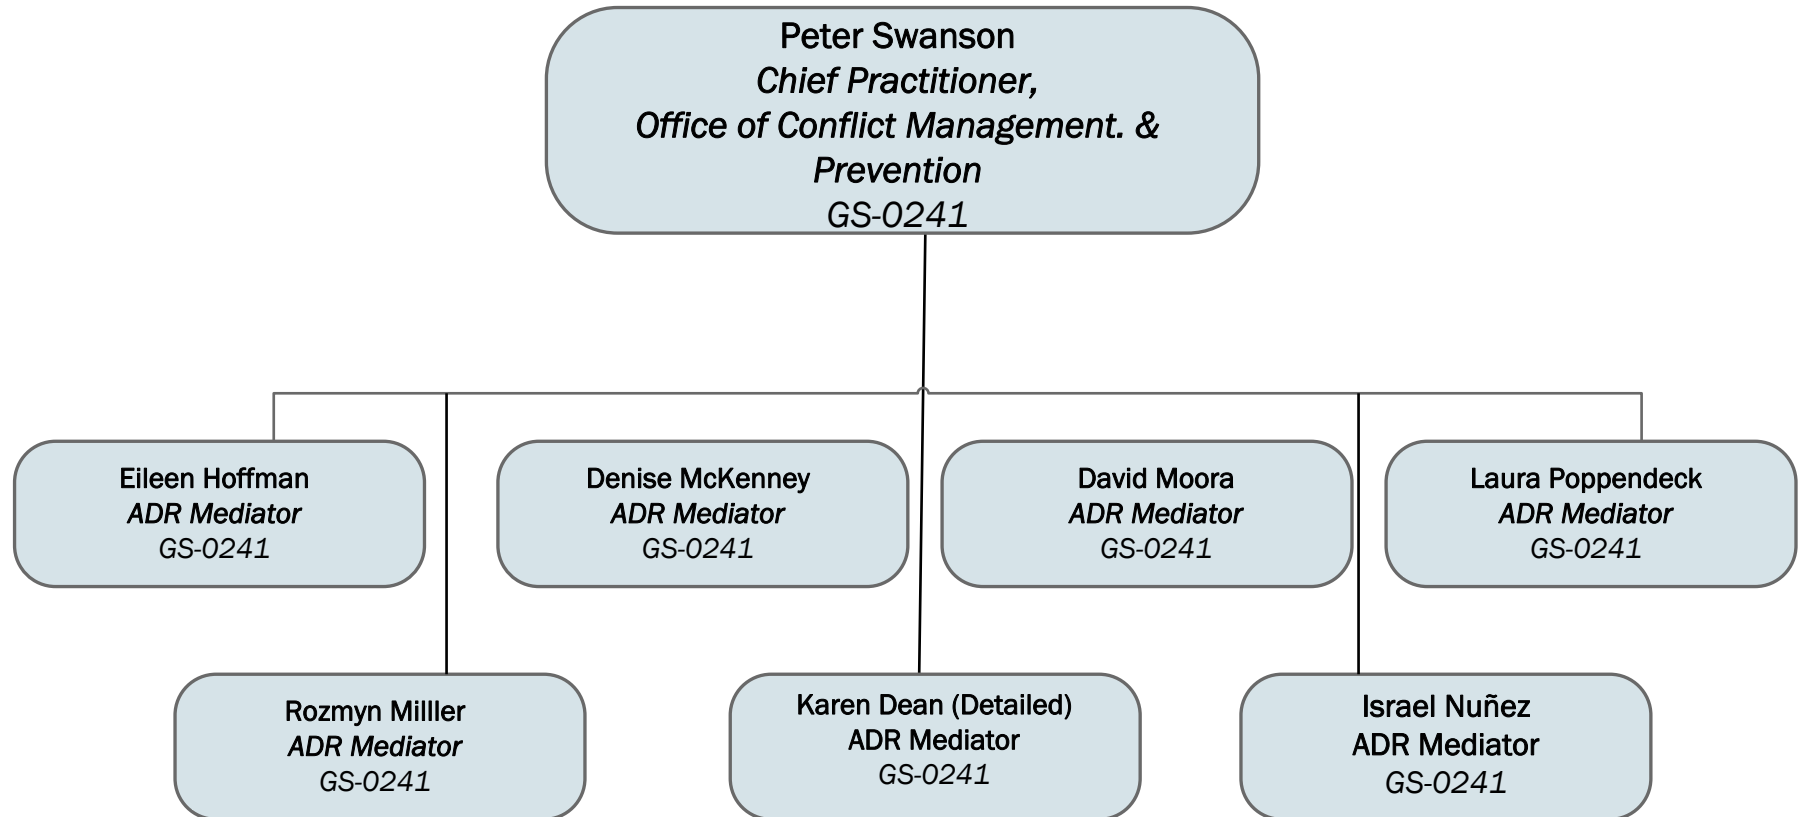 Peter Swanson
Chief Practitioner,
Office of Conflict Management. &
Prevention
GS-0241
Eileen Hoffman
ADR Mediator
GS-0241
Denise McKenney
ADR Mediator
GS-0241
David Moora
ADR Mediator
GS-0241
Laura Poppendeck
ADR Mediator
GS-0241
Rozmyn Milller
ADR Mediator
GS-0241
Karen Dean (Detailed)
ADR Mediator
GS-0241
Israel Nuñez
ADR Mediator
GS-0241